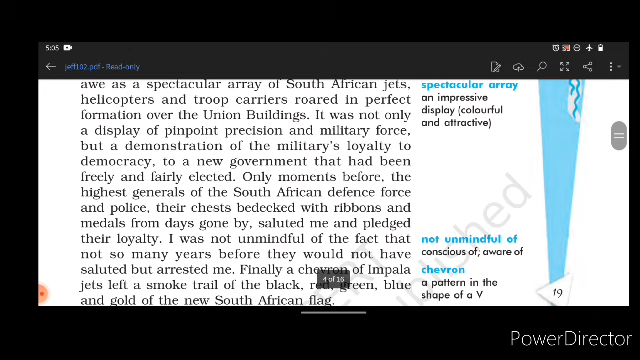 5:05
jeff102.pdf - Read-only
awe as a spectacular array of South African jets,
helicopters and troop carriers roared in perfect
formation over the Union Buildings. It was not only
a display of pinpoint precision and military force,
but a demonstration of the military's loyalty to
democracy, to a new government that had been
freely and fairly elected. Only moments before, the
highest generals of the South African defence force
and police, their chests bedecked with ribbons and
medals from days gone by, saluted me and pledged
their loyalty. I was not unmindful of the fact that
not so many years before they would not have
saluted but arrested me. Finally a chevron of Impala
jets left a smoke trail of the black, red, green, blue
and gold of the new South African flag.
4 of 16
spectacular array
an impressive
display (colourful
and attractive)
not unmindful of
conscious of; aware of
chevron
a pattern in the
shape of a V
19
PowerDirector